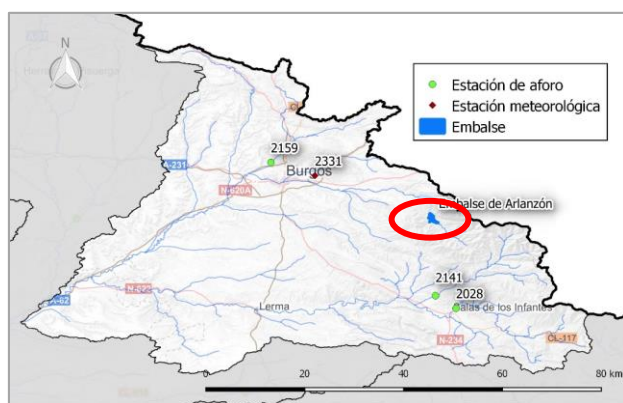 N
Estación de aforo
Estación meteorológica
Embalse
2159
2331
Burgos
A-231
N-620A
Embalse de Arlanzón
2141
2028
Salas de los Infantes
A-62
N-622
Lerma
N-234
CL-117
0
20
40
60
80 km